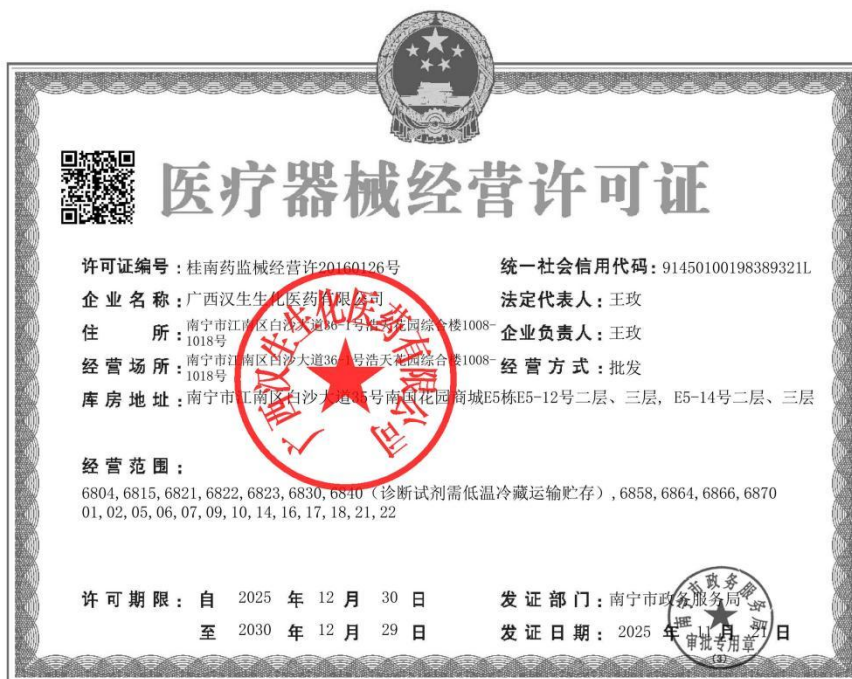 医疗器械经营许可证
许可证编号：桂南药监械经营许20160126号
统一社会信用代码：91450100198389321L
企业名称：广西汉生生化医药有限公司
法定代表人：王玫
住所：南宁市江南区白沙大道36-1号浩天花园综合楼1008-
1018号
企业负责人：王玫
经营场所：南宁市江南区白沙大道36-1号浩天花园综合楼1008-
1018号
经营方式：批发
库房地址：南宁市江南区白沙大道35号南国花园商城E5栋E5-12号二层、三层, E5-14号二层、三层
广西汉生生化医药有限公司
经营范围：
6804,6815,6821,6822,6823,6830,6840（诊断试剂需低温冷藏运输贮存）,6858,6864,6866,6870
01,02,05,06,07,09,10,14,16,17,18,21,22
许可期限：自 2025 年 12 月 30 日
至 2030 年 12 月 29 日
发证部门：南宁市政务服务局
发证日期：2025 年 11 月 21 日
南宁市政务服务局
审批专用章
(3)